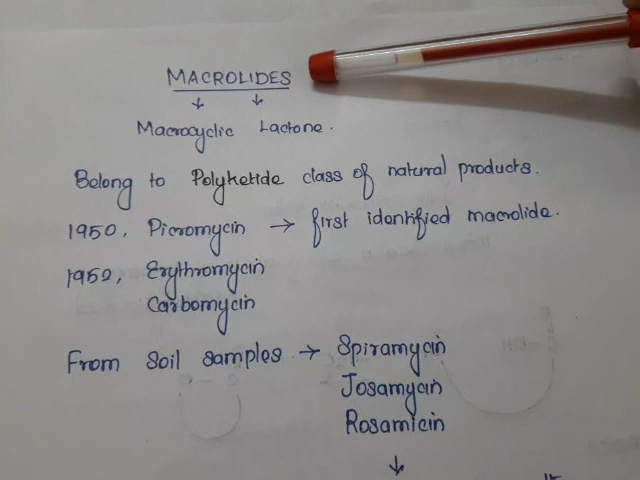 MACROLIDES
↓ ↓
Macrocyclic Lactone.
Belong to Polyketide class of natural products.
1950, Picromycin → first identified macrolide.
1952, Erythromycin
Carbomycin
From Soil samples → Spiramycin
Josamycin
Rosamicin
↓